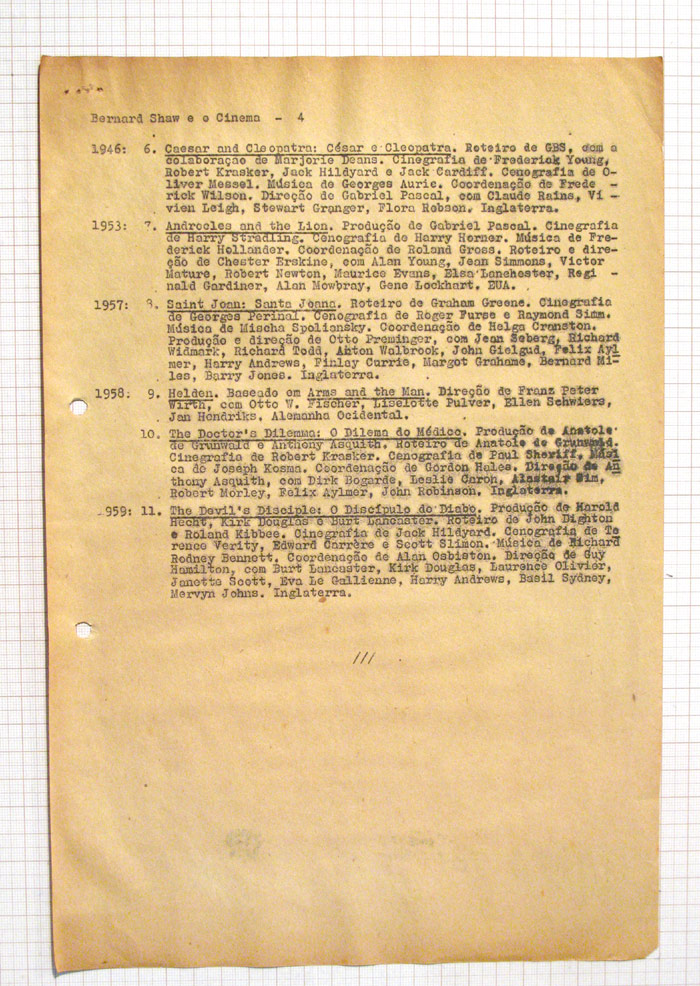 Bernard Shaw e o Cinema - 4
1946: 6. Caesar and Cleopatra: César e Cleopatra. Roteiro de GBS, com a
colaboração de Marjorie Deans. Cinegrafia de Frederick Young,
Robert Krasker, Jack Hildyard e Jack Cardiff. Cenografia de O-
liver Messel. Música de Georges Auric. Coordenação de Frede -
rick Wilson. Direção de Gabriel Pascal, com Claude Rains, Vi -
vien Leigh, Stewart Granger, Flora Robson. Inglaterra.
1953: 7. Androcles and the Lion. Produção de Gabriel Pascal. Cinegrafia
de Harry Stradling. Cenografia de Harry Horner. Música de Fre-
derick Hollander. Coordenação de Roland Gross. Roteiro e dire-
ção de Chester Erskine, com Alan Young, Jean Simmons, Victor
Mature, Robert Newton, Maurice Evans, Elsa Lanchester, Regi -
nald Gardiner, Alan Mowbray, Gene Lockhart. EUA.
1957: 8. Saint Joan: Santa Joana. Roteiro de Graham Greene. Cinegrafia
de Georges Perinal. Cenografia de Roger Furse e Raymond Simm.
Música de Mischa Spoliansky. Coordenação de Helga Cranston.
Produção e direção de Otto Preminger, com Jean Seberg, Richard
Widmark, Richard Todd, Anton Walbrook, John Gielgud, Felix Ayl
mer, Harry Andrews, Finlay Currie, Margot Grahame, Bernard Mi-
les, Barry Jones. Inglaterra.
1958: 9. Helden. Baseado em Arms and the Man. Direção de Franz Peter
Wirth, com Otto W. Fischer, Liselotte Pulver, Ellen Schwiers,
Jan Hendriks. Alemanha Ocidental.
10. The Doctor's Dilemma: O Dilema do Médico. Produção de Anatole
de Grunwald e Anthony Asquith. Roteiro de Anatole de Grunwald.
Cinegrafia de Robert Krasker. Cenografia de Paul Sheriff. Músi
ca de Joseph Kosma. Coordenação de Gordon Hales. Direção de An
thony Asquith, com Dirk Bogarde, Leslie Caron, Alastair Sim,
Robert Morley, Felix Aylmer, John Robinson. Inglaterra.
1959: 11. The Devil's Disciple: O Discípulo do Diabo. Produção de Harold
Hecht, Kirk Douglas e Burt Lancaster. Roteiro de John Dighton
e Roland Kibbee. Cinegrafia de Jack Hildyard. Cenografia de Te
rence Verity, Edward Carrère e Scott Slimon. Música de Richard
Rodney Bennett. Coordenação de Alan Osbiston. Direção de Guy
Hamilton, com Burt Lancaster, Kirk Douglas, Laurence Olivier,
Janette Scott, Eva Le Gallienne, Harry Andrews, Basil Sydney,
Mervyn Johns. Inglaterra.
///